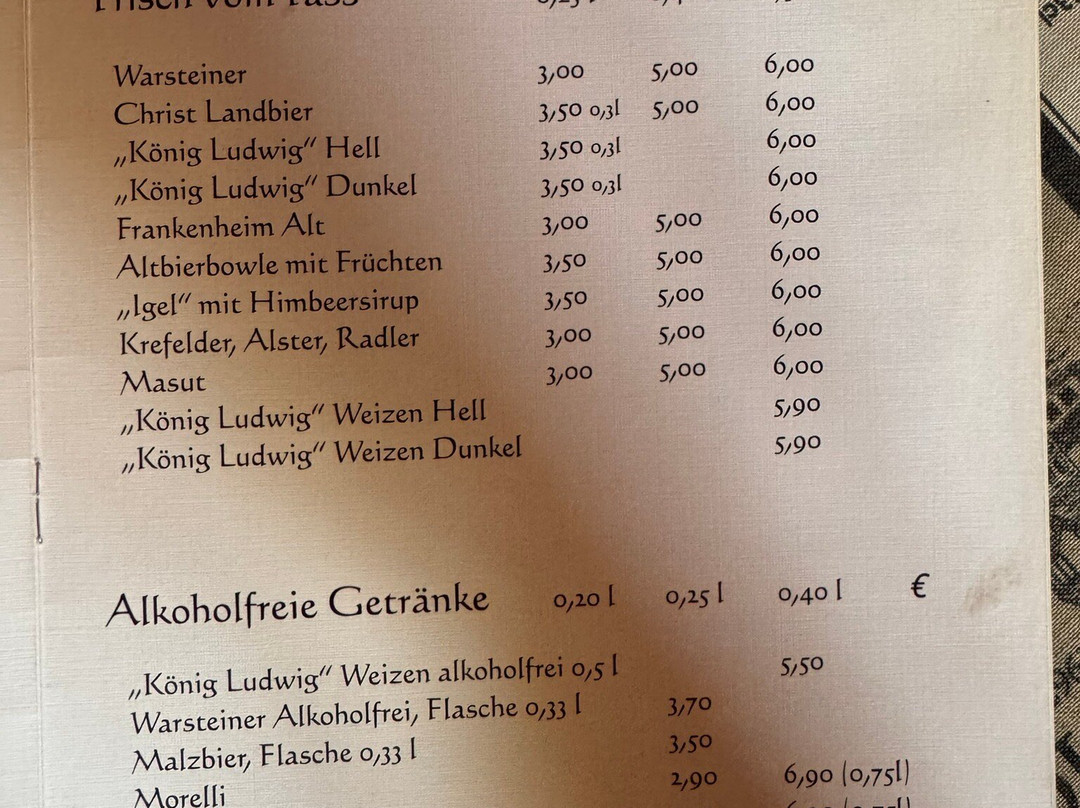 Frisch vom Fass 0,25 l
Warsteiner 3,00 5,00 6,00
Christ Landbier 3,50 0,3l 5,00 6,00
„König Ludwig“ Hell 3,50 0,3l 6,00
„König Ludwig“ Dunkel 3,50 0,3l 6,00
Frankenheim Alt 3,00 5,00 6,00
Altbierbowle mit Früchten 3,50 5,00 6,00
„Igel“ mit Himbeersirup 3,50 5,00 6,00
Krefelder, Alster, Radler 3,00 5,00 6,00
Masut 3,00 5,00 6,00
„König Ludwig“ Weizen Hell 5,90
„König Ludwig“ Weizen Dunkel 5,90
Alkoholfreie Getränke 0,20 l 0,25 l 0,40 l €
„König Ludwig“ Weizen alkoholfrei 0,5 l 5,50
Warsteiner Alkoholfrei, Flasche 0,33 l 3,70
Malzbier, Flasche 0,33 l 3,50
Morelli 2,90 6,90 (0,75l)